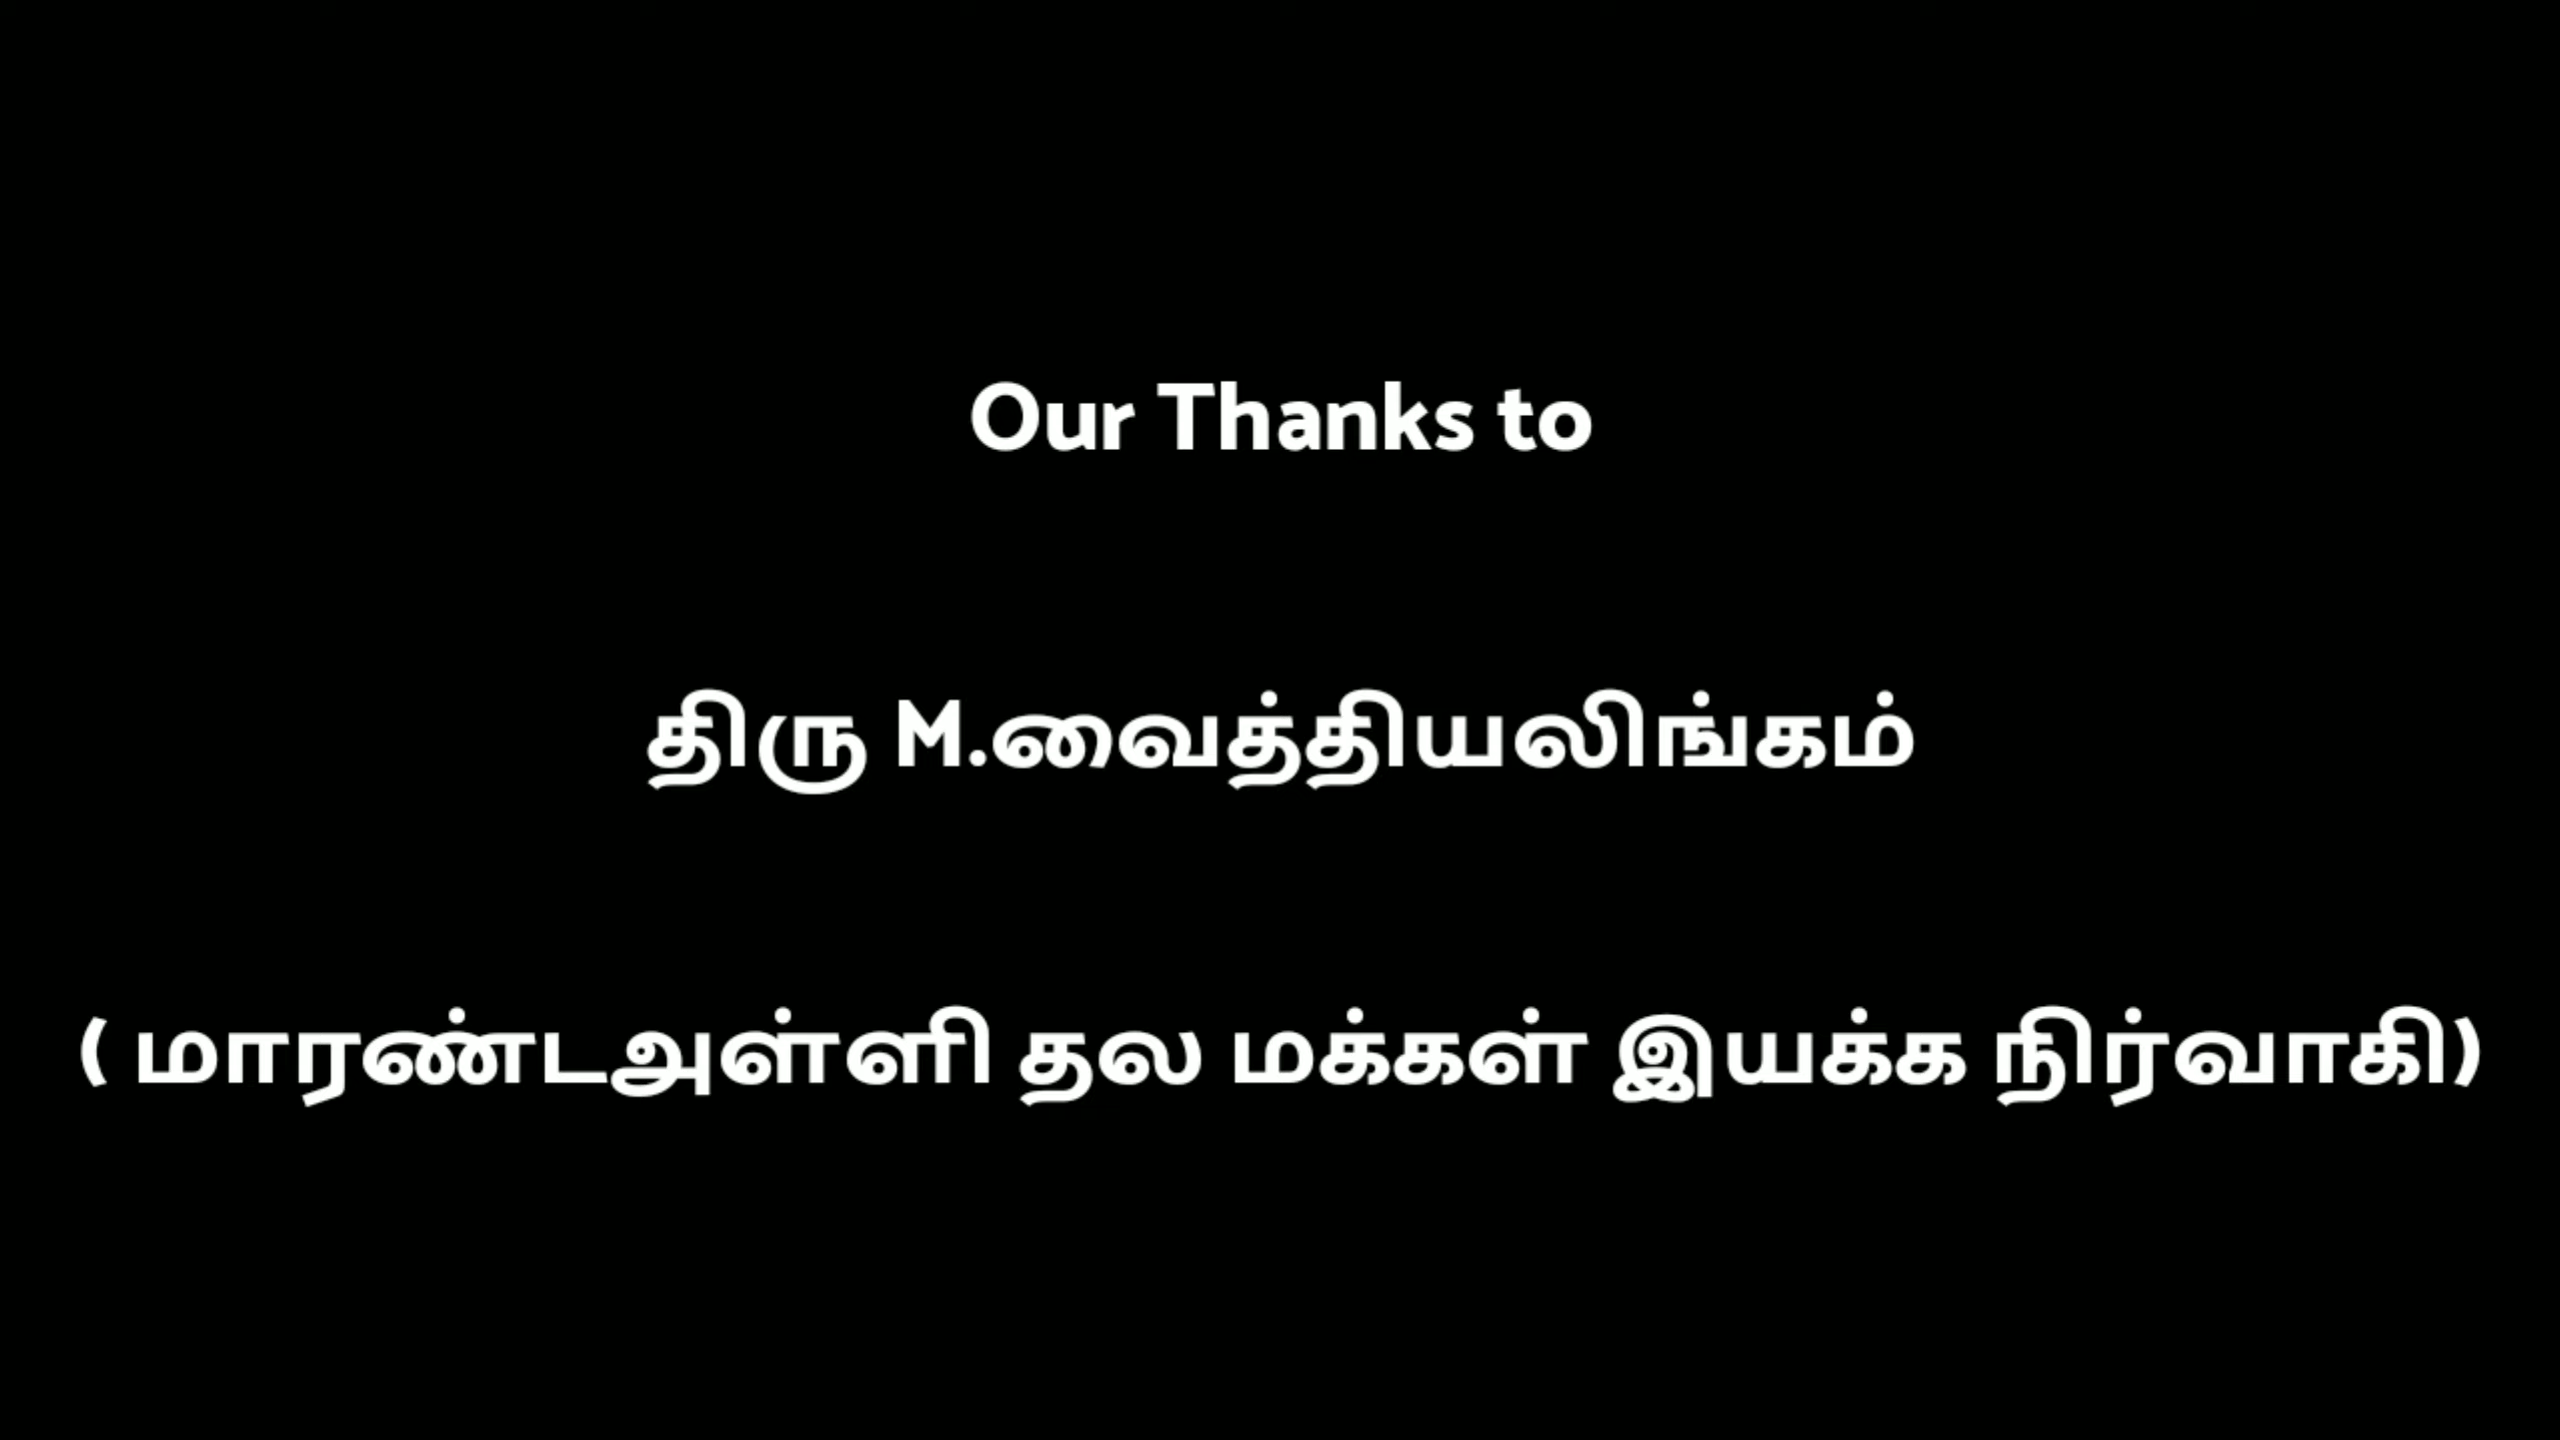 Our Thanks to
திரு M.வைத்தியலிங்கம்
( மாரண்டஅள்ளி தல மக்கள் இயக்க நிர்வாகி)